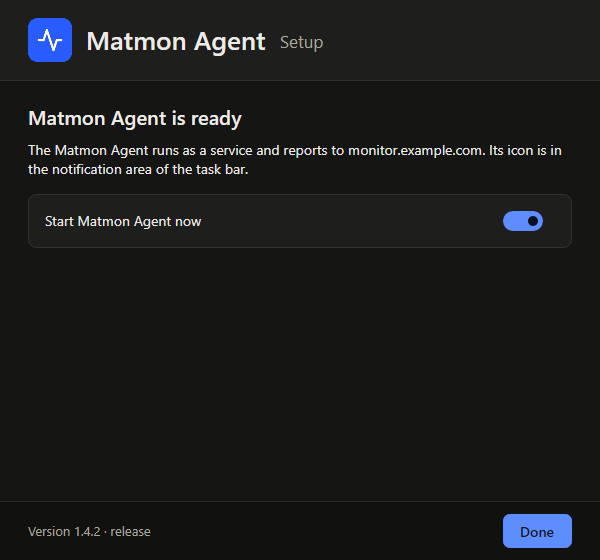 Matmon Agent Setup
Matmon Agent is ready
The Matmon Agent runs as a service and reports to monitor.example.com. Its icon is in
the notification area of the task bar.
Start Matmon Agent now
Version 1.4.2 · release
Done